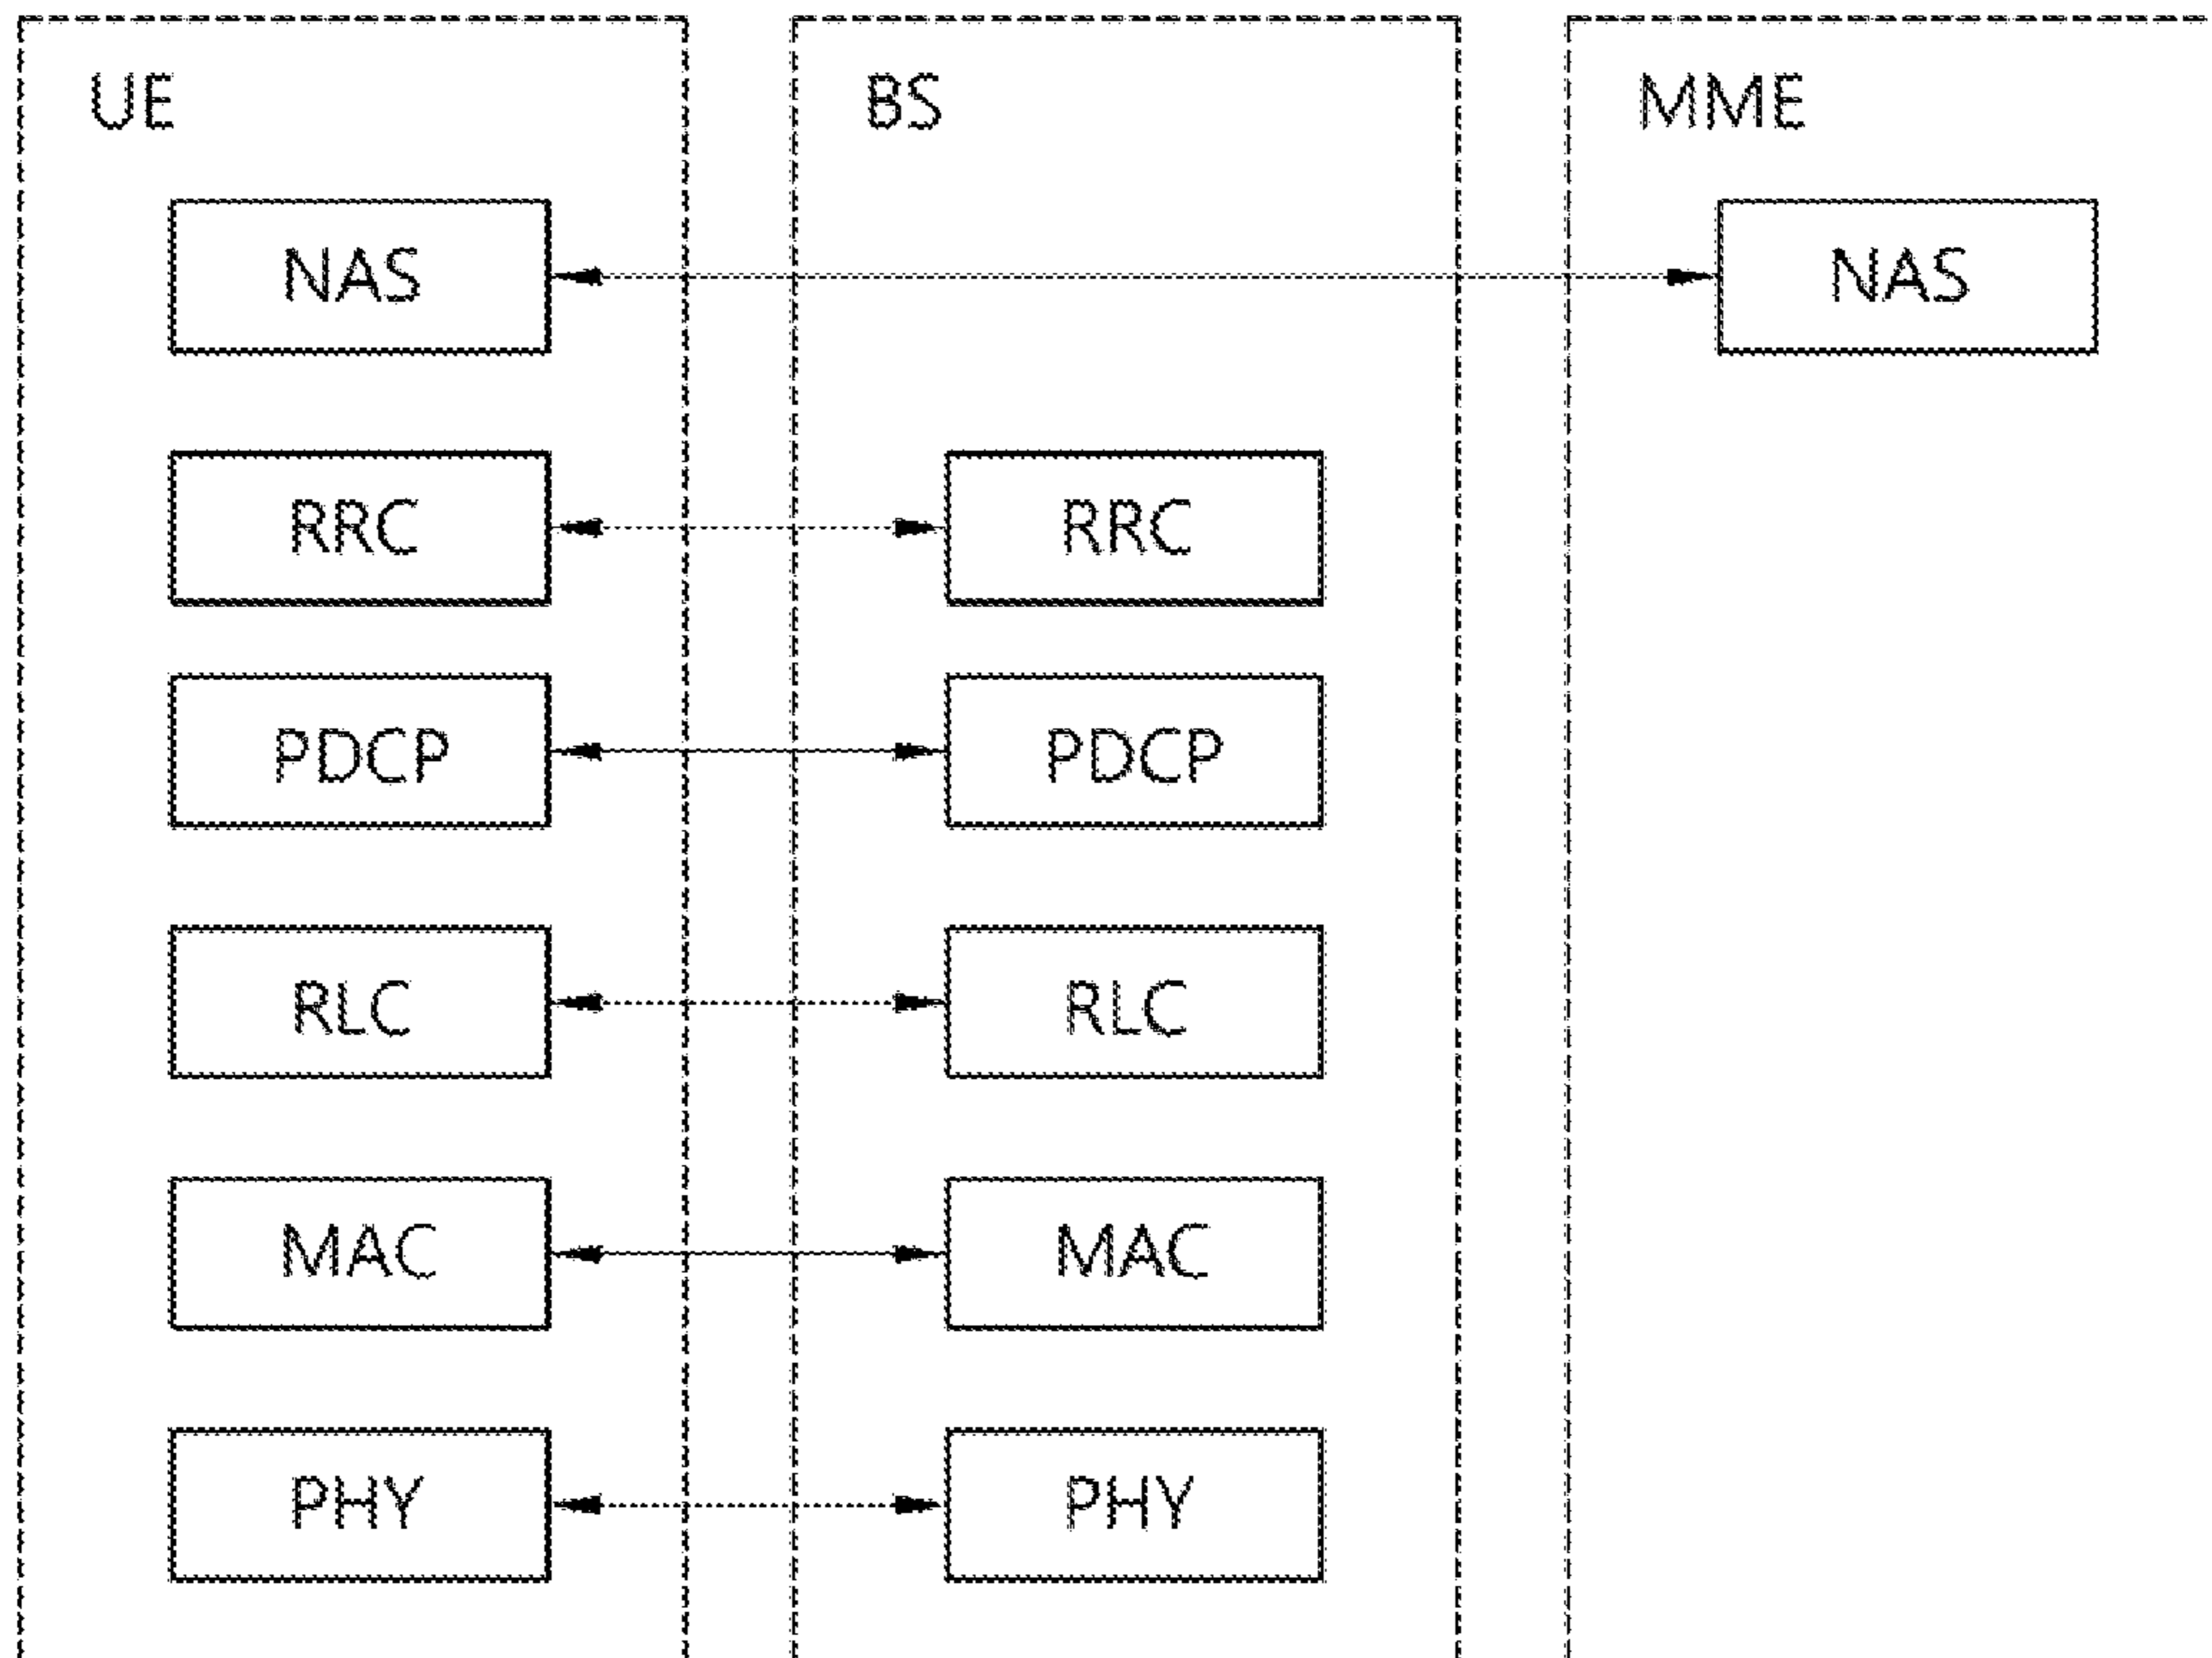 UE BS MME
NAS NAS
RRC RRC
PDCP PDCP
RLC RLC
MAC MAC
PHY PHY